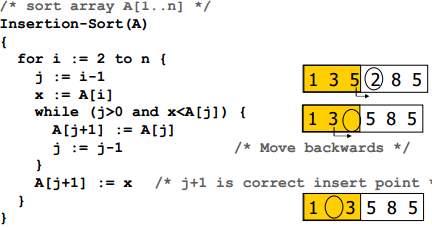 /* sort array A[1..n] */
Insertion-Sort(A)
{
for i := 2 to n {
j := i-1
x := A[i]
while (j>0 and x<A[j]) {
A[j+1] := A[j]
j := j-1 /* Move backwards */
}
A[j+1] := x /* j+1 is correct insert point *
}
}
1 3 5 2 8 5
1 3 5 8 5
1 3 5 8 5